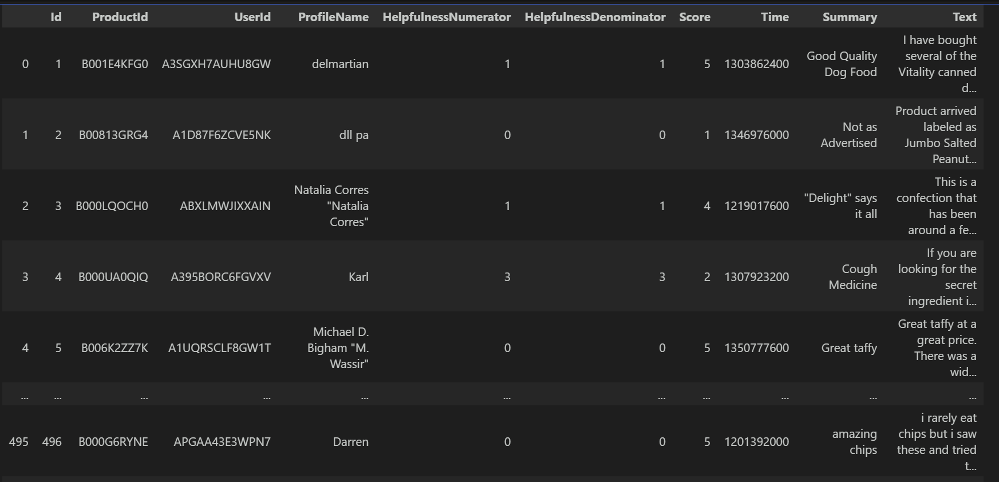 Id ProductId UserId ProfileName HelpfulnessNumerator HelpfulnessDenominator Score Time Summary Text
0 1 B001E4KFG0 A3SGXH7AUHU8GW delmartian 1 1 5 1303862400 Good Quality Dog Food I have bought several of the Vitality canned d...
1 2 B00813GRG4 A1D87F6ZCVE5NK dll pa 0 0 1 1346976000 Not as Advertised Product arrived labeled as Jumbo Salted Peanut...
2 3 B000LQOCH0 ABXLMWJIXXAIN Natalia Corres "Natalia Corres" 1 1 4 1219017600 "Delight" says it all This is a confection that has been around a fe...
3 4 B000UA0QIQ A395BORC6FGVXV Karl 3 3 2 1307923200 Cough Medicine If you are looking for the secret ingredient i...
4 5 B006K2ZZ7K A1UQRSCLF8GW1T Michael D. Bigham "M. Wassir" 0 0 5 1350777600 Great taffy Great taffy at a great price. There was a wid...
... ... ... ... ... ... ... ... ... ... ...
495 496 B000G6RYNE APGAA43E3WPN7 Darren 0 0 5 1201392000 amazing chips i rarely eat chips but i saw these and tried t...